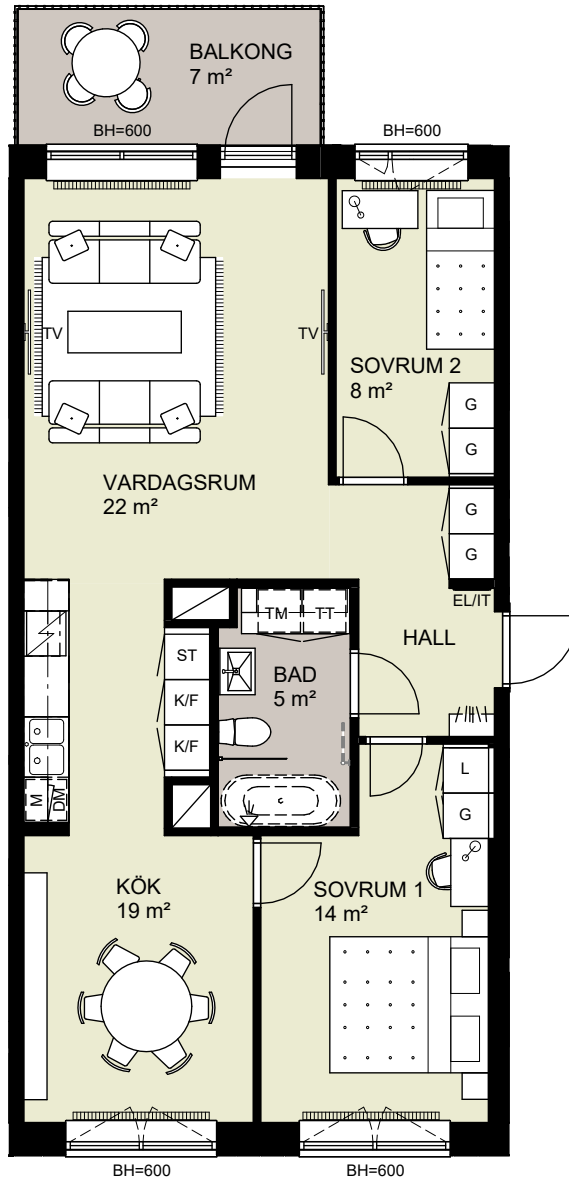 BALKONG
7 m²
BH=600
BH=600
TV
TV
SOVRUM 2
8 m²
G
G
VARDAGSRUM
22 m²
G
G
EL/IT
TM
TT
HALL
ST
BAD
5 m²
K/F
K/F
L
M
DM
G
KÖK
19 m²
SOVRUM 1
14 m²
BH=600
BH=600